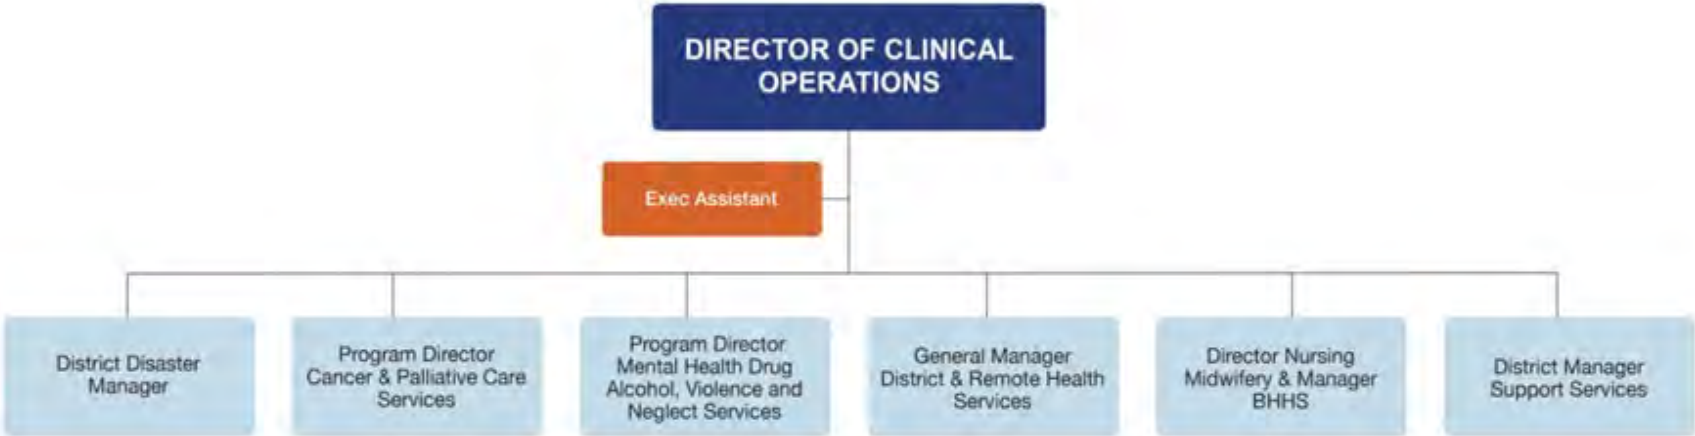 DIRECTOR OF CLINICAL
OPERATIONS
Exec Assistant
District Disaster
Manager
Program Director
Cancer & Palliative Care
Services
Program Director
Mental Health Drug
Alcohol, Violence and
Neglect Services
General Manager
District & Remote Health
Services
Director Nursing
Midwifery & Manager
BHHS
District Manager
Support Services